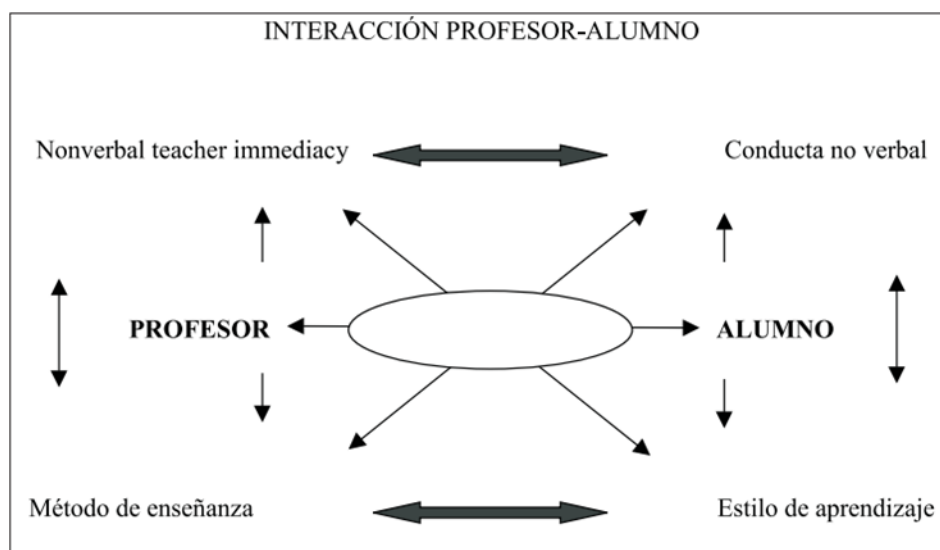 INTERACCIÓN PROFESOR-ALUMNO
Nonverbal teacher immediacy
Conducta no verbal
PROFESOR
ALUMNO
Método de enseñanza
Estilo de aprendizaje